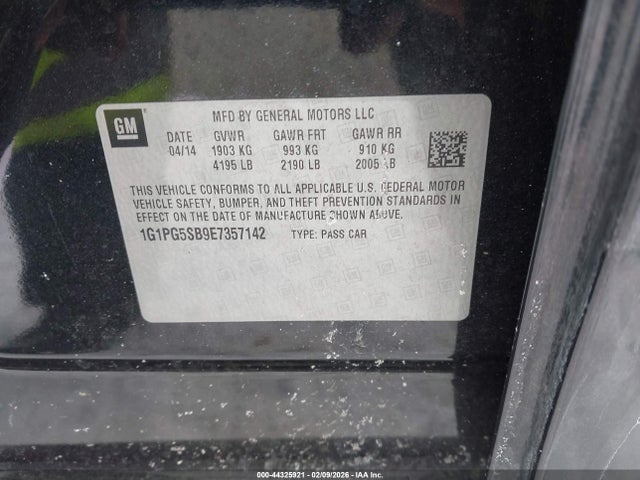 GM
MFD BY GENERAL MOTORS LLC
DATE GVWR GAWR FRT GAWR RR
04/14 1903 KG 993 KG 910 KG
4195 LB 2190 LB 2005 LB
THIS VEHICLE CONFORMS TO ALL APPLICABLE U.S. FEDERAL MOTOR
VEHICLE SAFETY, BUMPER, AND THEFT PREVENTION STANDARDS IN
EFFECT ON THE DATE OF MANUFACTURE SHOWN ABOVE.
1G1PG5SB9E7357142 TYPE: PASS CAR
000-44325921 - 02/09/2026 - IAA Inc.